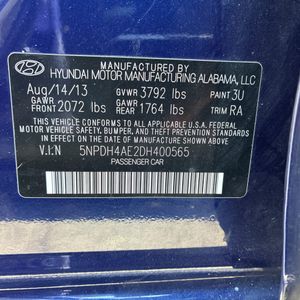 MANUFACTURED BY
HYUNDAI MOTOR MANUFACTURING ALABAMA, LLC
Aug/14/13 GVWR 3792 lbs PAINT 3U
GAWR FRONT 2072 lbs GAWR REAR 1764 lbs TRIM RA
THIS VEHICLE CONFORMS TO ALL APPLICABLE FEDERAL
MOTOR VEHICLE SAFETY, BUMPER, AND THEFT
PREVENTION STANDARDS IN EFFECT ON THE DATE OF
MANUFACTURE SHOWN ABOVE.
V.I.N 5NPDH4AE2DH400565
PASSENGER CAR